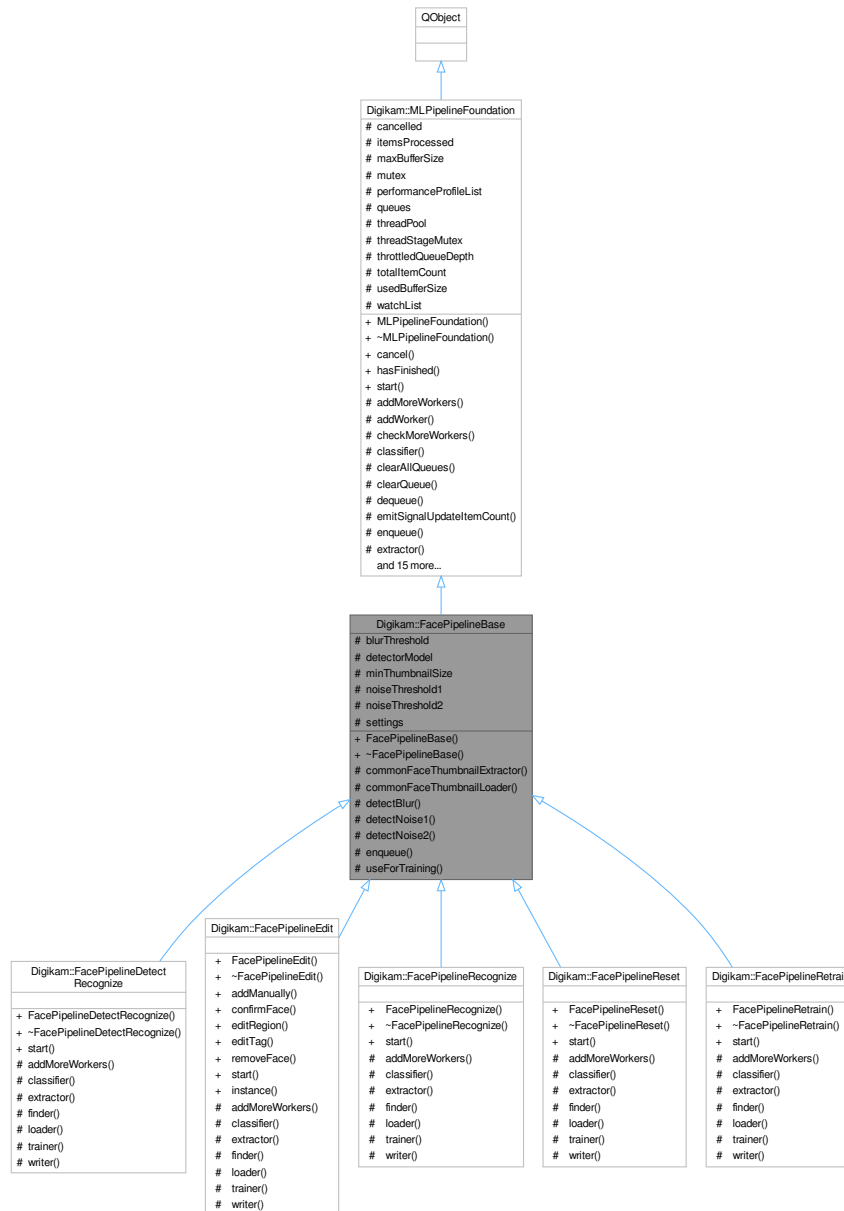 QObject
Digikam::MLPipelineFoundation
# cancelled
# itemsProcessed
# maxBufferSize
# mutex
# performanceProfileList
# queues
# threadPool
# threadStageMutex
# throttledQueueDepth
# totalItemCount
# usedBufferSize
# watchList
+ MLPipelineFoundation()
+ ~MLPipelineFoundation()
+ cancel()
+ hasFinished()
+ start()
# addMoreWorkers()
# addWorker()
# checkMoreWorkers()
# classifier()
# clearAllQueues()
# clearQueue()
# dequeue()
# emitSignalUpdateItemCount()
# enqueue()
# extractor()
and 15 more...
Digikam::FacePipelineBase
# blurThreshold
# detectorModel
# minThumbnailSize
# noiseThreshold1
# noiseThreshold2
# settings
+ FacePipelineBase()
+ ~FacePipelineBase()
# commonFaceThumbnailExtractor()
# commonFaceThumbnailLoader()
# detectBlur()
# detectNoise1()
# detectNoise2()
# enqueue()
# useForTraining()
Digikam::FacePipelineDetect
Recognize
+ FacePipelineDetectRecognize()
+ ~FacePipelineDetectRecognize()
+ start()
# addMoreWorkers()
# classifier()
# extractor()
# finder()
# loader()
# trainer()
# writer()
Digikam::FacePipelineEdit
+ FacePipelineEdit()
+ ~FacePipelineEdit()
+ addManually()
+ confirmFace()
+ editRegion()
+ editTag()
+ removeFace()
+ start()
+ instance()
# addMoreWorkers()
# classifier()
# extractor()
# finder()
# loader()
# trainer()
# writer()
Digikam::FacePipelineRecognize
+ FacePipelineRecognize()
+ ~FacePipelineRecognize()
+ start()
# addMoreWorkers()
# classifier()
# extractor()
# finder()
# loader()
# trainer()
# writer()
Digikam::FacePipelineReset
+ FacePipelineReset()
+ ~FacePipelineReset()
+ start()
# addMoreWorkers()
# classifier()
# extractor()
# finder()
# loader()
# trainer()
# writer()
Digikam::FacePipelineRetrai
+ FacePipelineRetrain()
+ ~FacePipelineRetrain()
+ start()
# addMoreWorkers()
# classifier()
# extractor()
# finder()
# loader()
# trainer()
# writer()